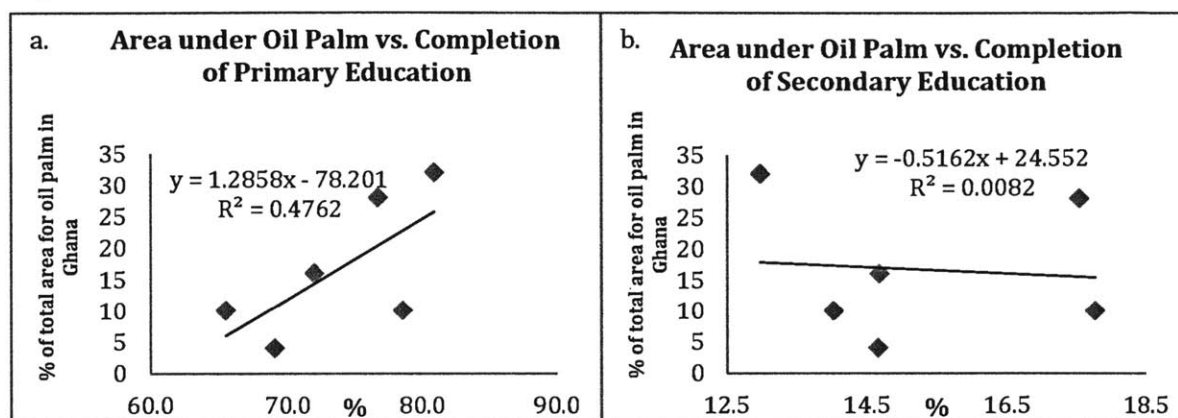 a.
Area under Oil Palm vs. Completion
of Primary Education
% of total area for oil palm in
Ghana
35
30
25
20
15
10
5
0
y = 1.2858x - 78.201
R² = 0.4762
60.0 70.0 % 80.0 90.0
b.
Area under Oil Palm vs. Completion
of Secondary Education
% of total area for oil palm in
Ghana
35
30
25
20
15
10
5
0
y = -0.5162x + 24.552
R² = 0.0082
12.5 14.5 % 16.5 18.5